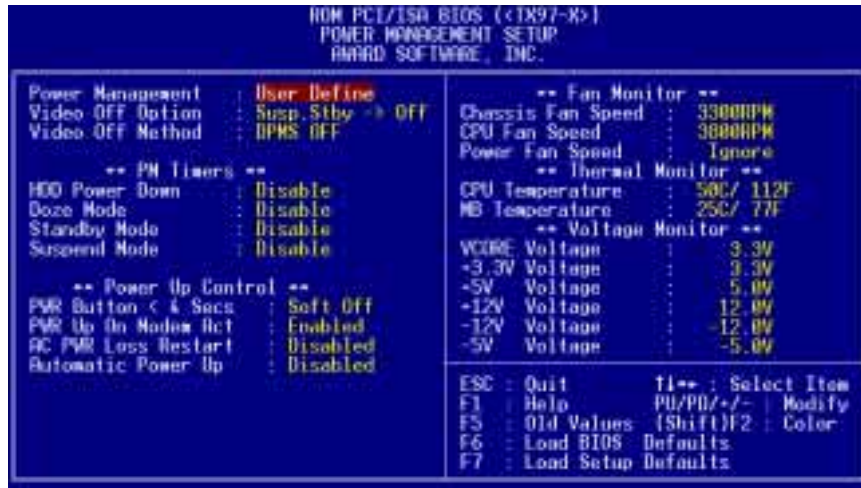 ROM PCI/ISA BIOS (<TX97-X>)
POWER MANAGEMENT SETUP
AWARD SOFTWARE, INC.
Power Management : User Define
Video Off Option : Susp.Stby -> Off
Video Off Method : DPMS OFF
** PM Timers **
HDD Power Down : Disable
Doze Mode : Disable
Standby Mode : Disable
Suspend Mode : Disable
** Power Up Control **
PWR Button < 4 Secs : Soft Off
PWR Up On Modem Act : Enabled
AC PWR Loss Restart : Disabled
Automatic Power Up : Disabled
** Fan Monitor **
Chassis Fan Speed : 3300RPM
CPU Fan Speed : 3800RPM
Power Fan Speed : Ignore
** Thermal Monitor **
CPU Temperature : 50C/ 112F
MB Temperature : 25C/ 77F
** Voltage Monitor **
VCORE Voltage : 3.3V
+3.3V Voltage : 3.3V
+5V Voltage : 5.0V
+12V Voltage : 12.0V
-12V Voltage : -12.0V
-5V Voltage : -5.0V
ESC : Quit ↑↓→← : Select Item
F1 : Help PU/PD/+/- : Modify
F5 : Old Values (Shift)F2 : Color
F6 : Load BIOS Defaults
F7 : Load Setup Defaults